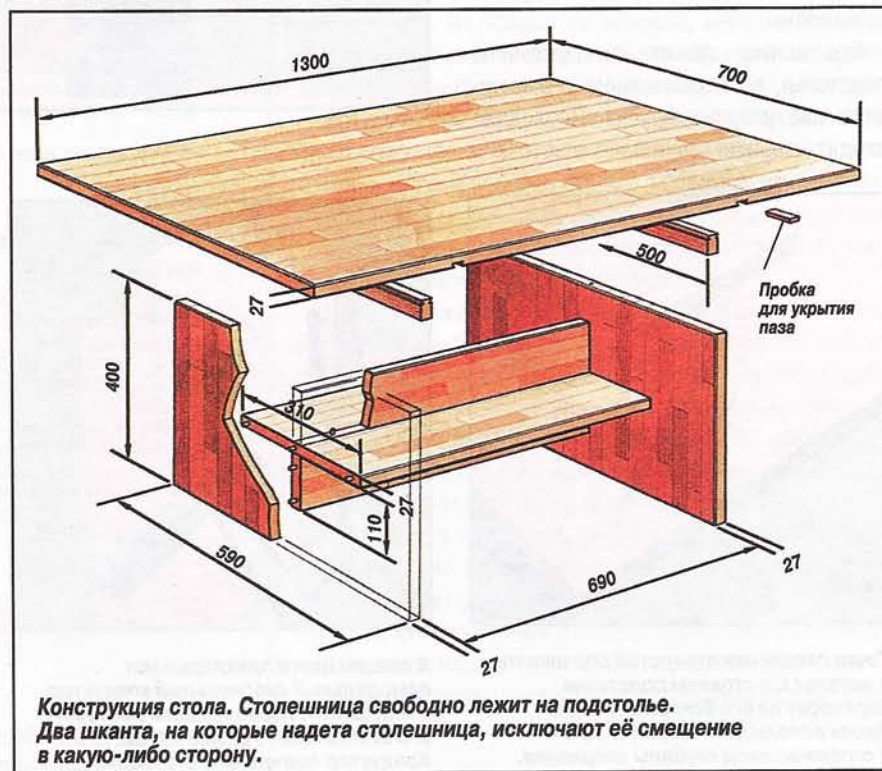 1300
700
27
500
Пробка
для укрытия
паза
400
310
27
110
590
690
27
27
Конструкция стола. Столешница свободно лежит на подстолье.
Два шканта, на которые надета столешница, исключают её смещение
в какую-либо сторону.